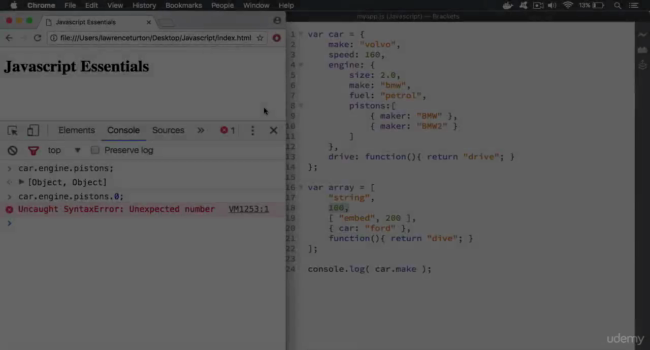 Chrome File Edit View History Bookmarks People Window Help 13%
myapp.js (Javascript) — Brackets
Javascript Essentials
file:///Users/lawrenceturton/Desktop/Javascript/index.html
Javascript Essentials
Elements Console Sources » 1
top Preserve log
car.engine.pistons;
[Object, Object]
car.engine.pistons.0;
Uncaught SyntaxError: Unexpected number VM1253:1
1 var car = {
2 make: "volvo",
3 speed: 100,
4 engine: {
5 size: 2.0,
6 make: "bmw",
7 fuel: "petrol",
8 pistons:[
9 { maker: "BMW" },
10 { maker: "BMW2" }
11 ]
12 },
13 drive: function(){ return "drive"; }
14 };
15
16 var array = [
17 "string",
18 100,
19 [ "embed", 200 ],
20 { car: "ford" },
21 function(){ return "dive"; }
22 ];
23
24 console.log( car.make );
udemy